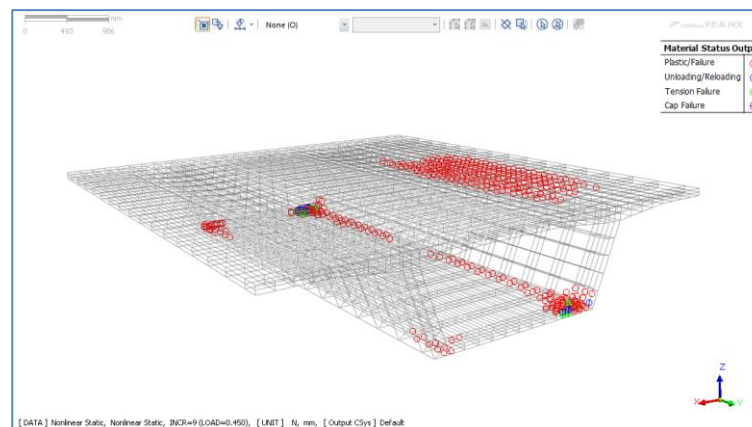 mm
0 493 986
None (O)
FEA NX
Material Status Outp
Plastic/Failure
Unloading/Reloading
Tension Failure
Cap Failure
Z
X
Y
[ DATA ] Nonlinear Static, Nonlinear Static, INCR=9 (LOAD=0.450), [ UNIT ] N, mm, [ Output CSys ] Default